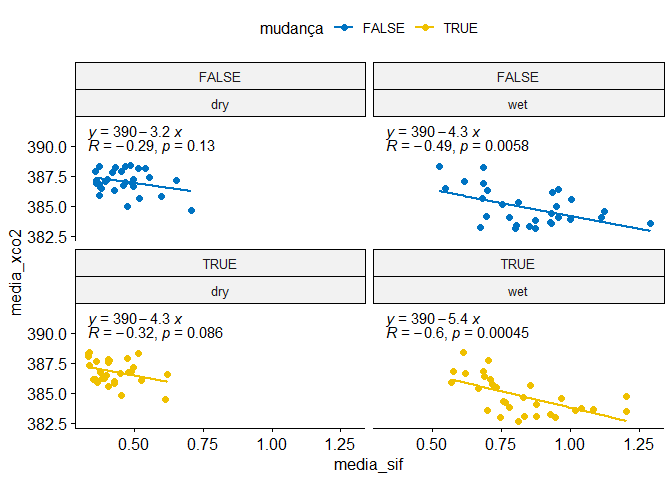 mudança FALSE TRUE
FALSE FALSE
dry wet
y = 390 − 3.2 x y = 390 − 4.3 x
R = −0.29, p = 0.13 R = −0.49, p = 0.0058
390.0
387.5
385.0
382.5
TRUE TRUE
dry wet
y = 390 − 4.3 x y = 390 − 5.4 x
R = −0.32, p = 0.086 R = −0.6, p = 0.00045
390.0
387.5
385.0
382.5
media_xco2
0.50 0.75 1.00 1.25 0.50 0.75 1.00 1.25
media_sif